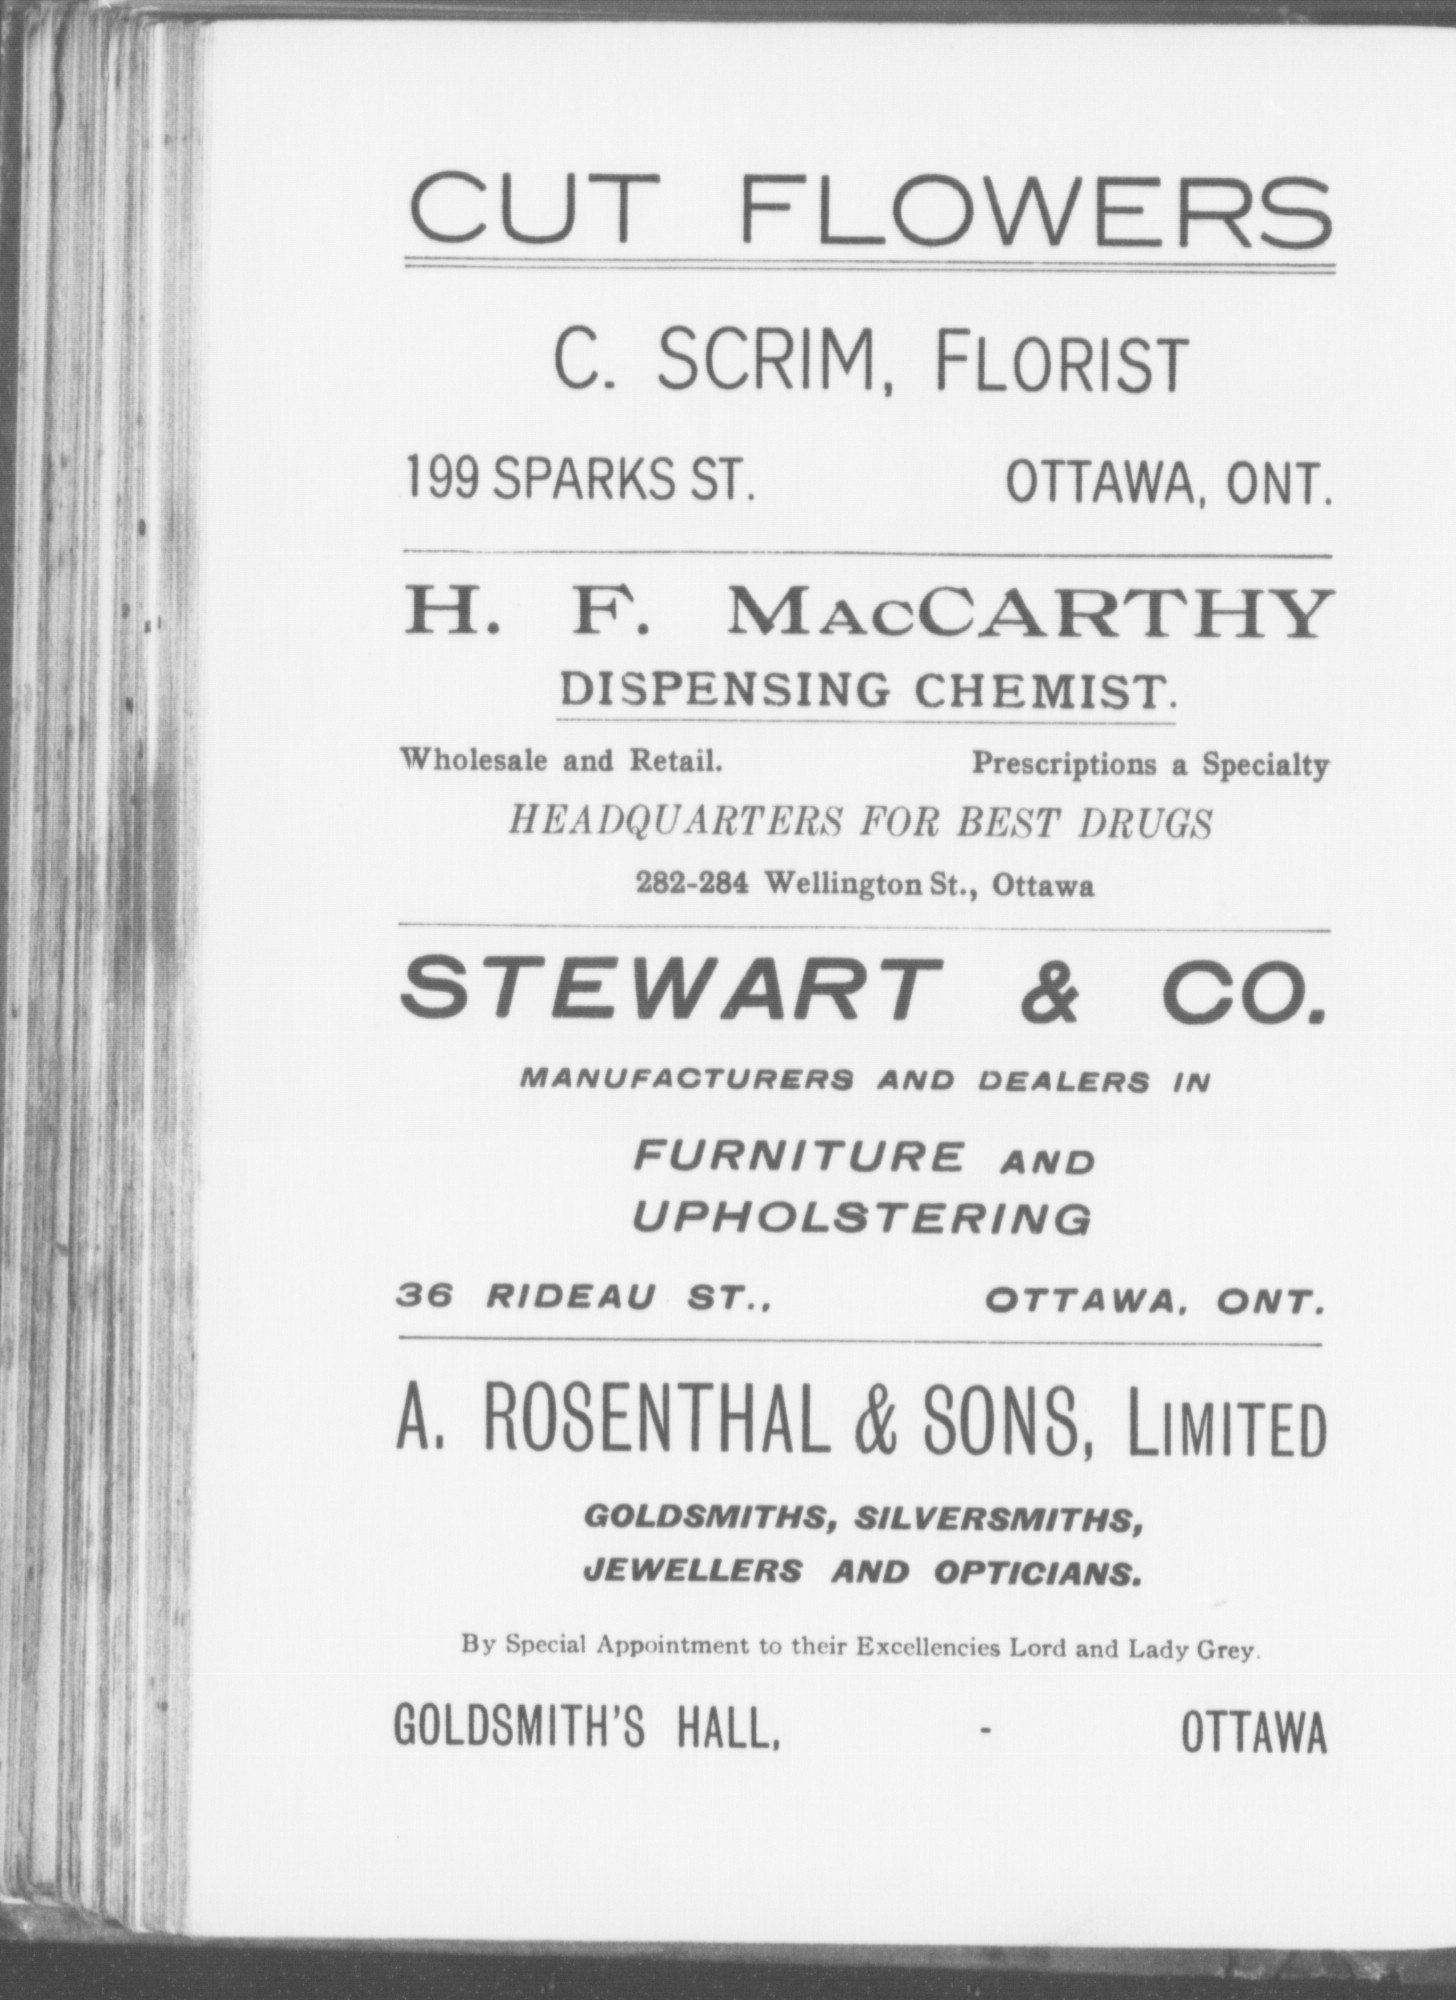 CUT FLOWERS
C. SCRIM, FLORIST
199 SPARKS ST. OTTAWA, ONT.
H. F. MACCARTHY
DISPENSING CHEMIST.
Wholesale and Retail. Prescriptions a Specialty
HEADQUARTERS FOR BEST DRUGS
282-284 Wellington St., Ottawa
STEWART & CO.
MANUFACTURERS AND DEALERS IN
FURNITURE AND
UPHOLSTERING
36 RIDEAU ST., OTTAWA, ONT.
A. ROSENTHAL & SONS, LIMITED
GOLDSMITHS, SILVERSMITHS,
JEWELLERS AND OPTICIANS.
By Special Appointment to their Excellencies Lord and Lady Grey.
GOLDSMITH'S HALL, - OTTAWA